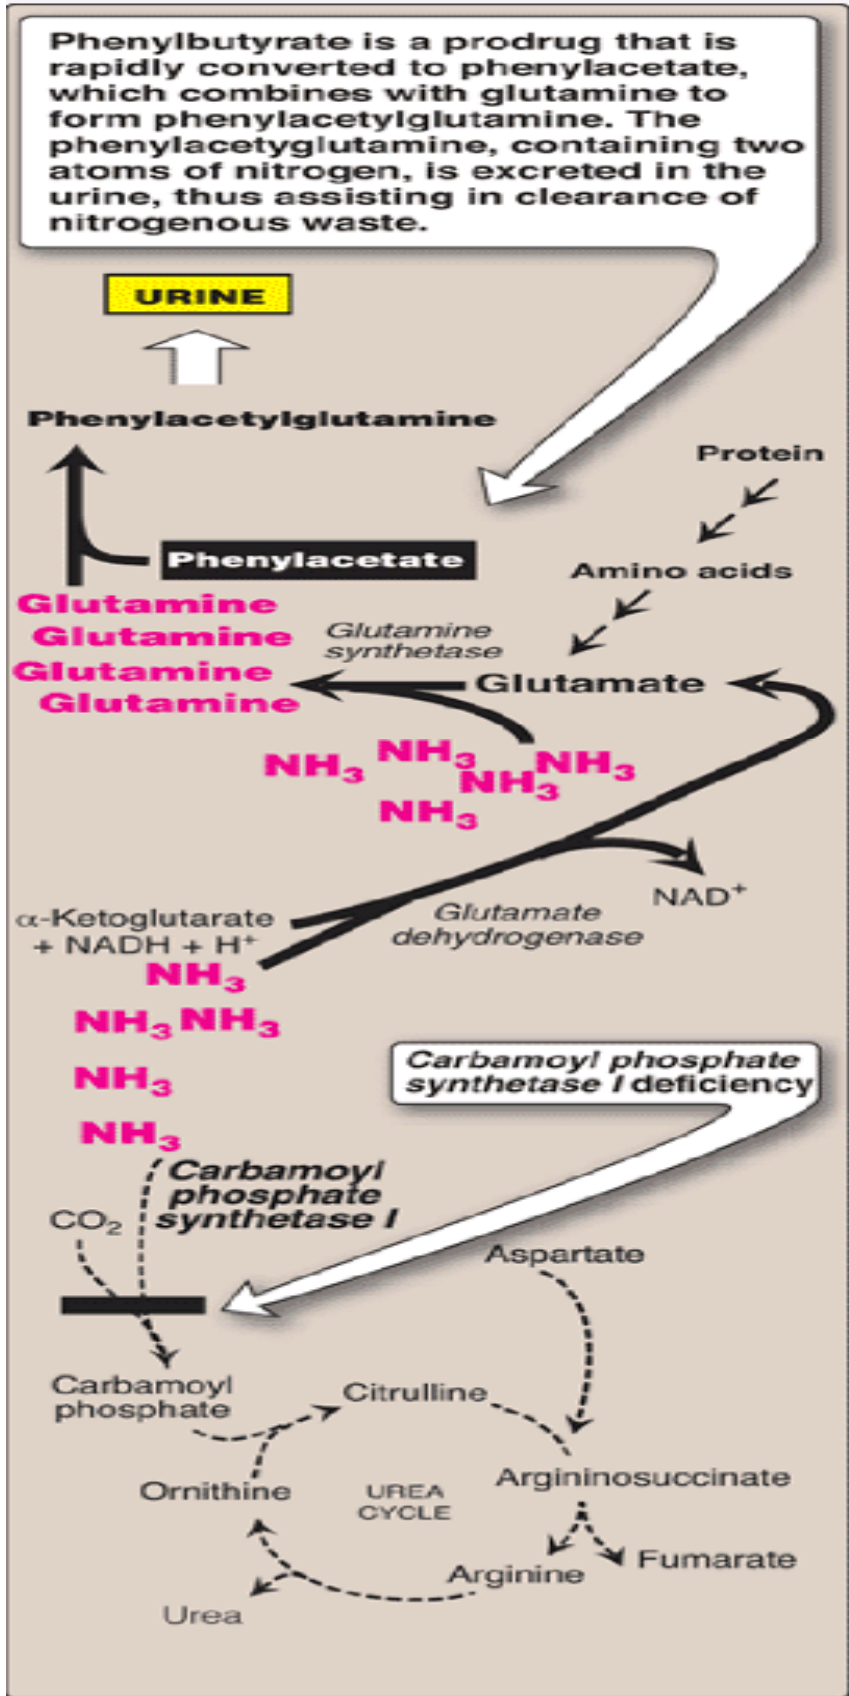 Phenylbutyrate is a prodrug that is
rapidly converted to phenylacetate,
which combines with glutamine to
form phenylacetylglutamine. The
phenylacetyglutamine, containing two
atoms of nitrogen, is excreted in the
urine, thus assisting in clearance of
nitrogenous waste.
URINE
Phenylacetylglutamine
Protein
Phenylacetate
Amino acids
Glutamine
Glutamine
Glutamine
Glutamine
Glutamine
synthetase
Glutamate
NH₃
NH₃
NH₃
NH₃
NH₃
NAD⁺
α-Ketoglutarate
+ NADH + H⁺
Glutamate
dehydrogenase
NH₃
NH₃ NH₃
NH₃
NH₃
Carbamoyl phosphate
synthetase I deficiency
Carbamoyl
phosphate
synthetase I
CO₂
Aspartate
Carbamoyl
phosphate
Citrulline
Ornithine
UREA
CYCLE
Argininosuccinate
Arginine
Fumarate
Urea